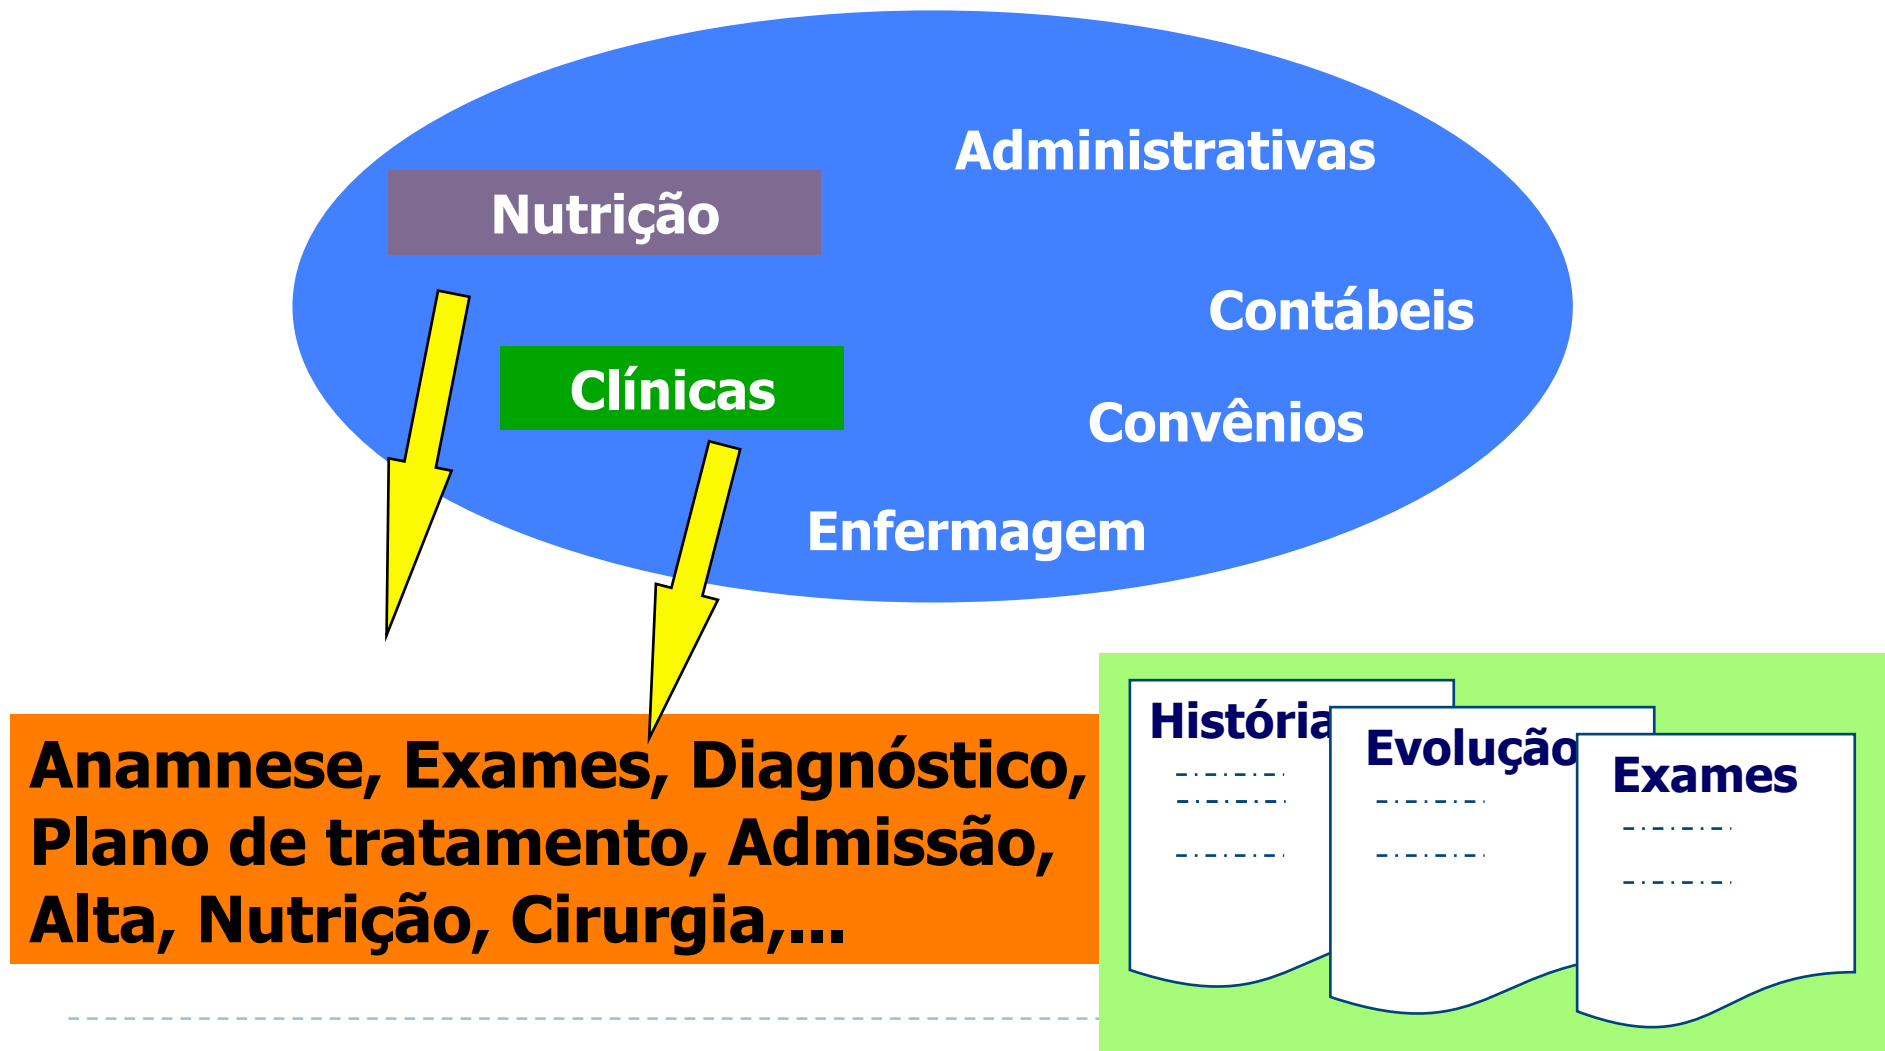 Administrativas
Nutrição
Contábeis
Clínicas
Convênios
Enfermagem
Anamnese, Exames, Diagnóstico,
Plano de tratamento, Admissão,
Alta, Nutrição, Cirurgia,...
História
Evolução
Exames